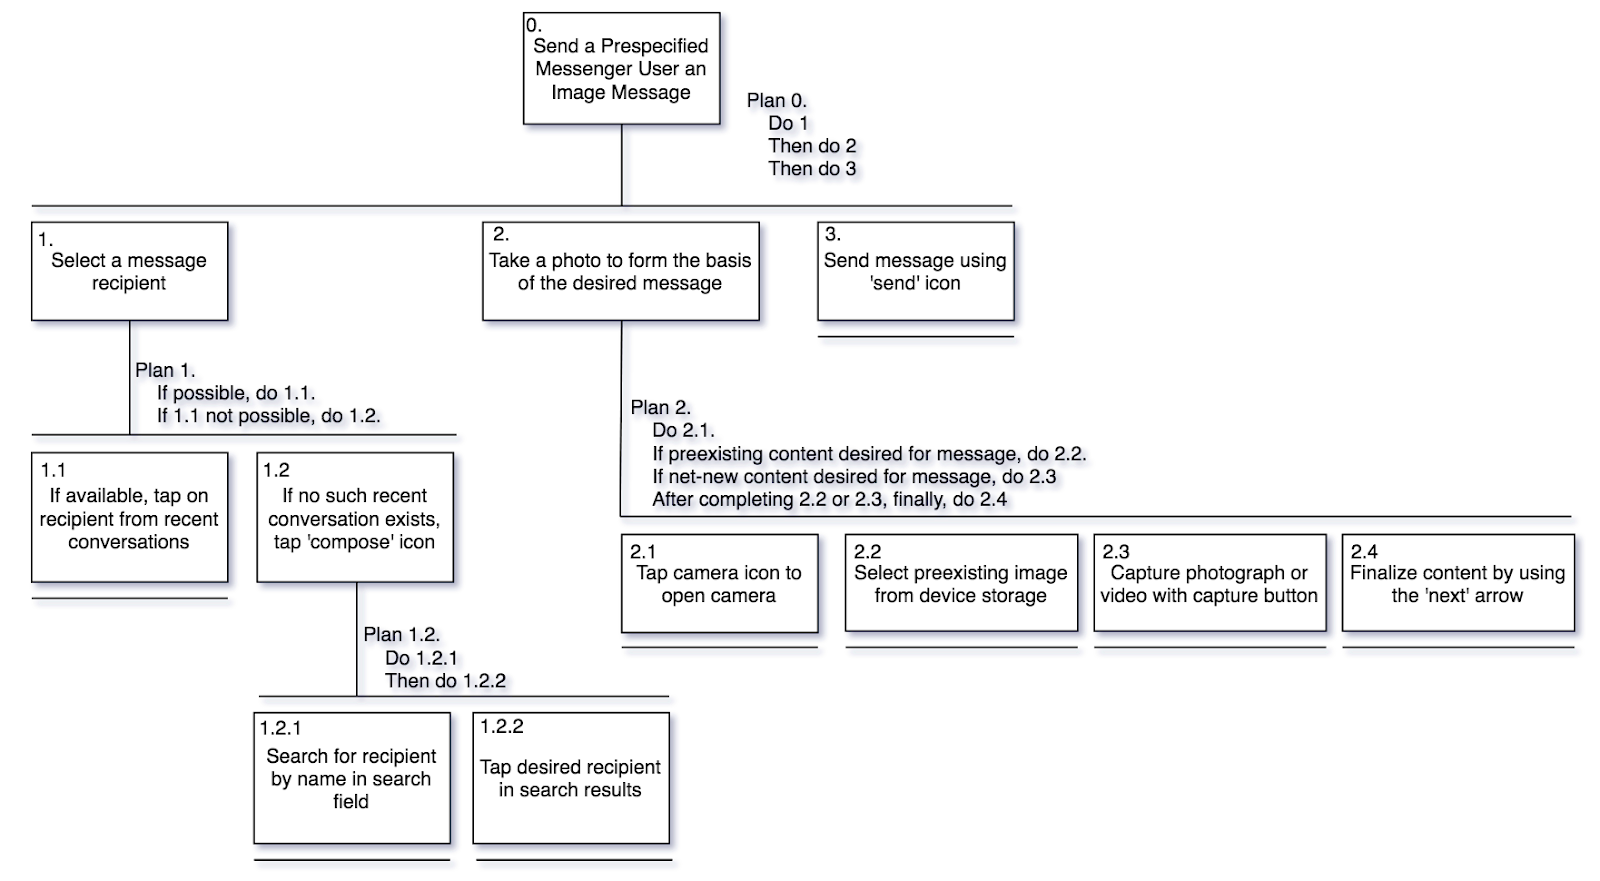 0.
Send a Prespecified
Messenger User an
Image Message
Plan 0.
Do 1
Then do 2
Then do 3
1.
Select a message
recipient
2.
Take a photo to form the basis
of the desired message
3.
Send message using
'send' icon
Plan 1.
If possible, do 1.1.
If 1.1 not possible, do 1.2.
Plan 2.
Do 2.1.
If preexisting content desired for message, do 2.2.
If net-new content desired for message, do 2.3
After completing 2.2 or 2.3, finally, do 2.4
1.1
If available, tap on
recipient from recent
conversations
1.2
If no such recent
conversation exists,
tap 'compose' icon
2.1
Tap camera icon to
open camera
2.2
Select preexisting image
from device storage
2.3
Capture photograph or
video with capture button
2.4
Finalize content by using
the 'next' arrow
Plan 1.2.
Do 1.2.1
Then do 1.2.2
1.2.1
Search for recipient
by name in search
field
1.2.2
Tap desired recipient
in search results